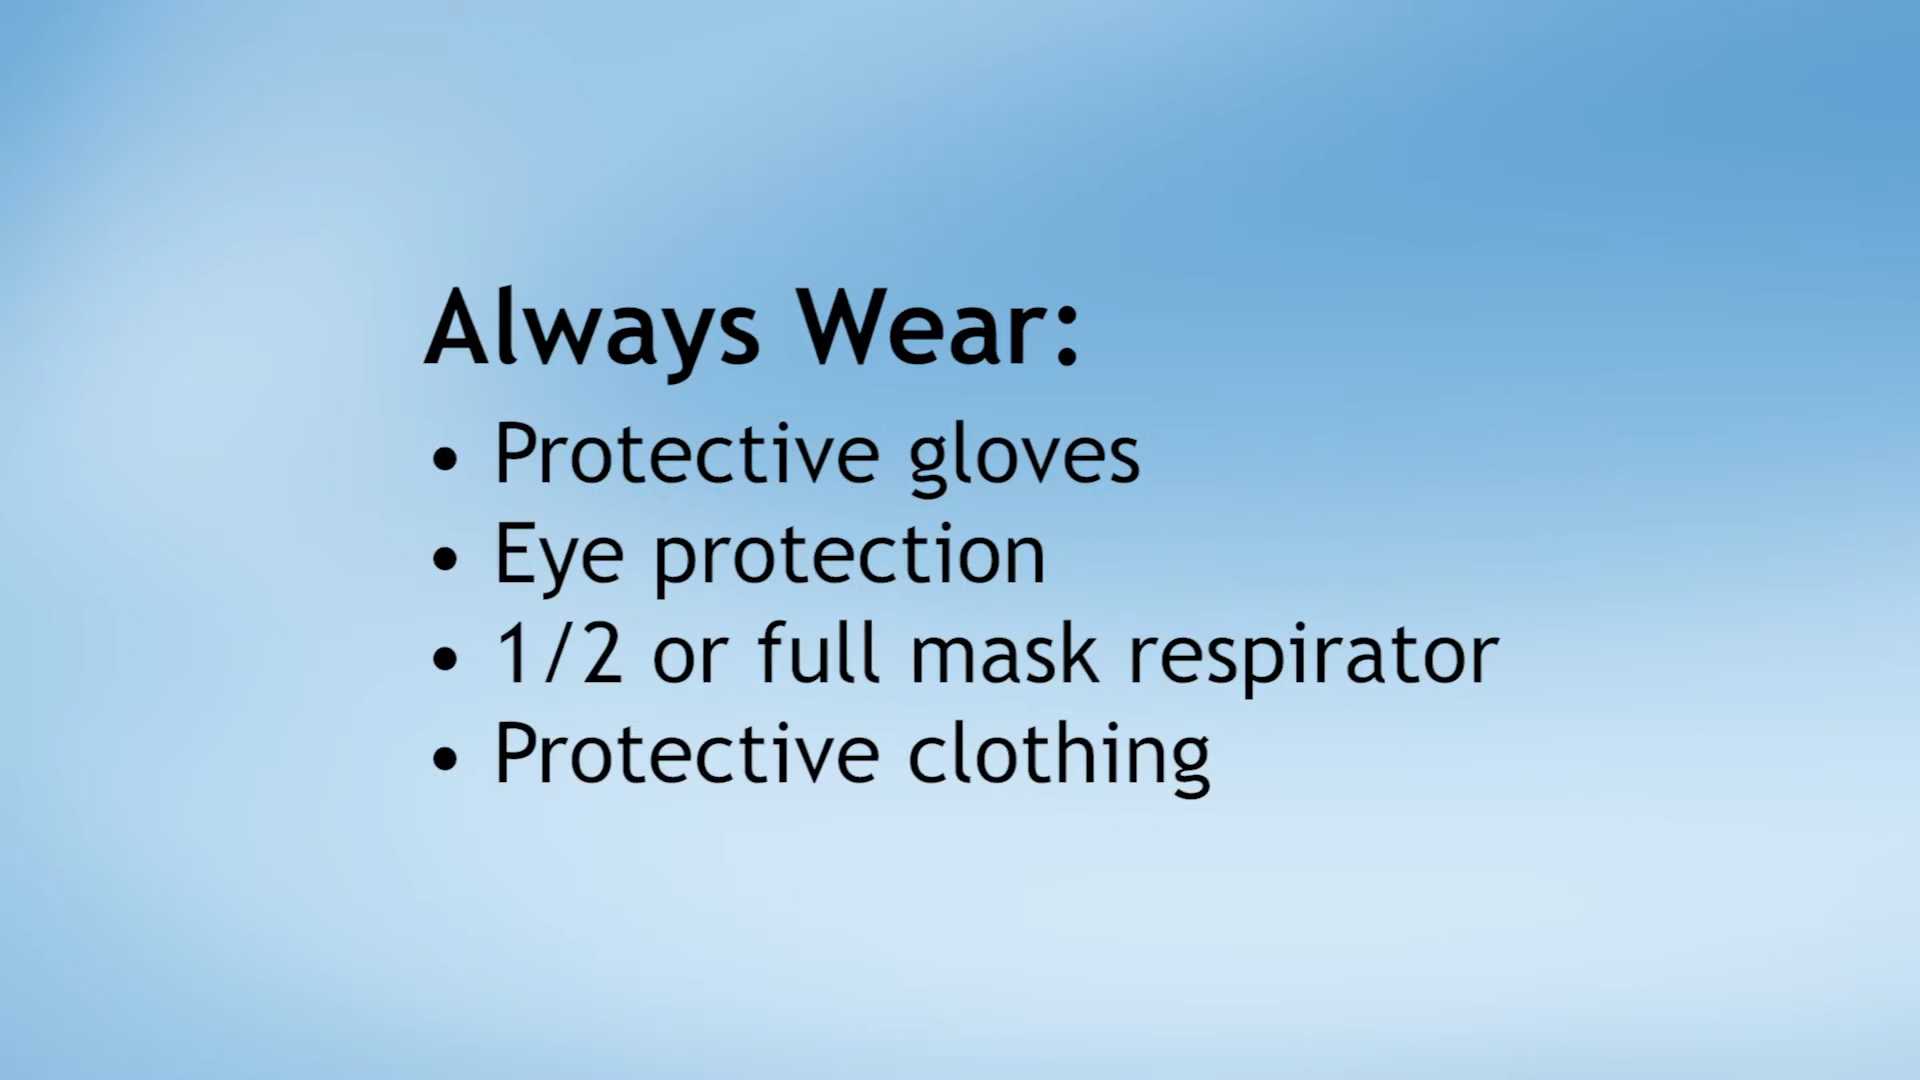 Always Wear:
• Protective gloves
• Eye protection
• 1/2 or full mask respirator
• Protective clothing